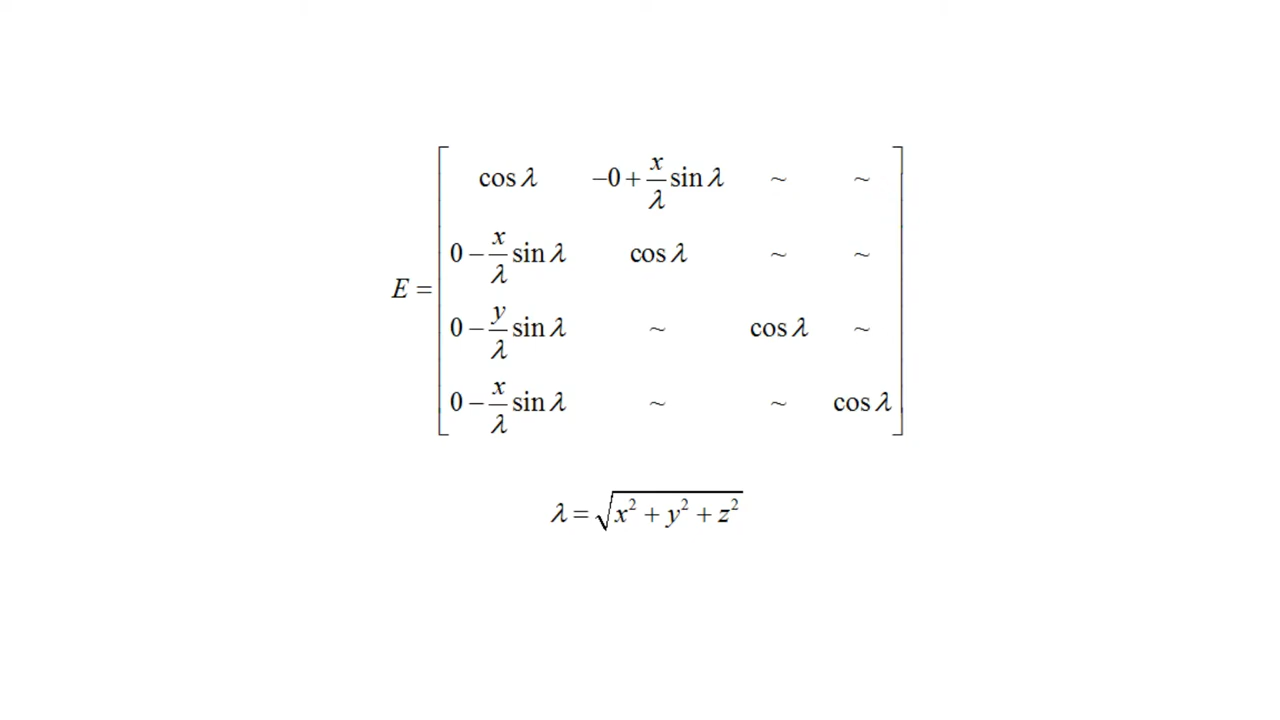 E = [ cos λ   −0 + x/λ sin λ   ~   ~
0 − x/λ sin λ   cos λ   ~   ~
0 − y/λ sin λ   ~   cos λ   ~
0 − x/λ sin λ   ~   ~   cos λ ]
λ = √(x² + y² + z²)